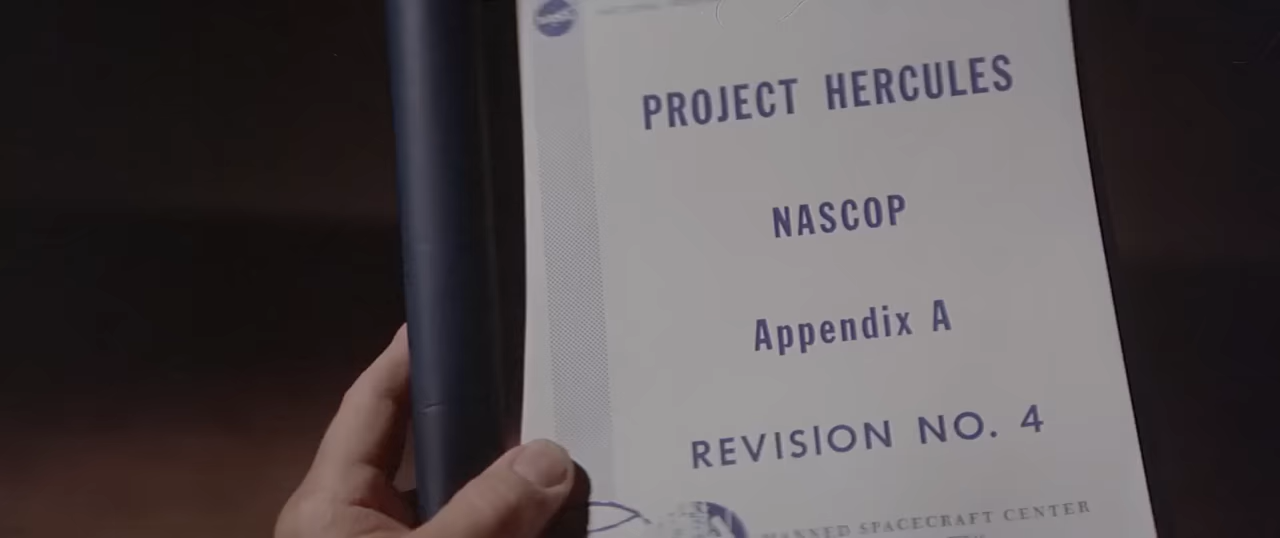 PROJECT HERCULES
NASCOP
Appendix A
REVISION NO. 4
MANNED SPACECRAFT CENTER